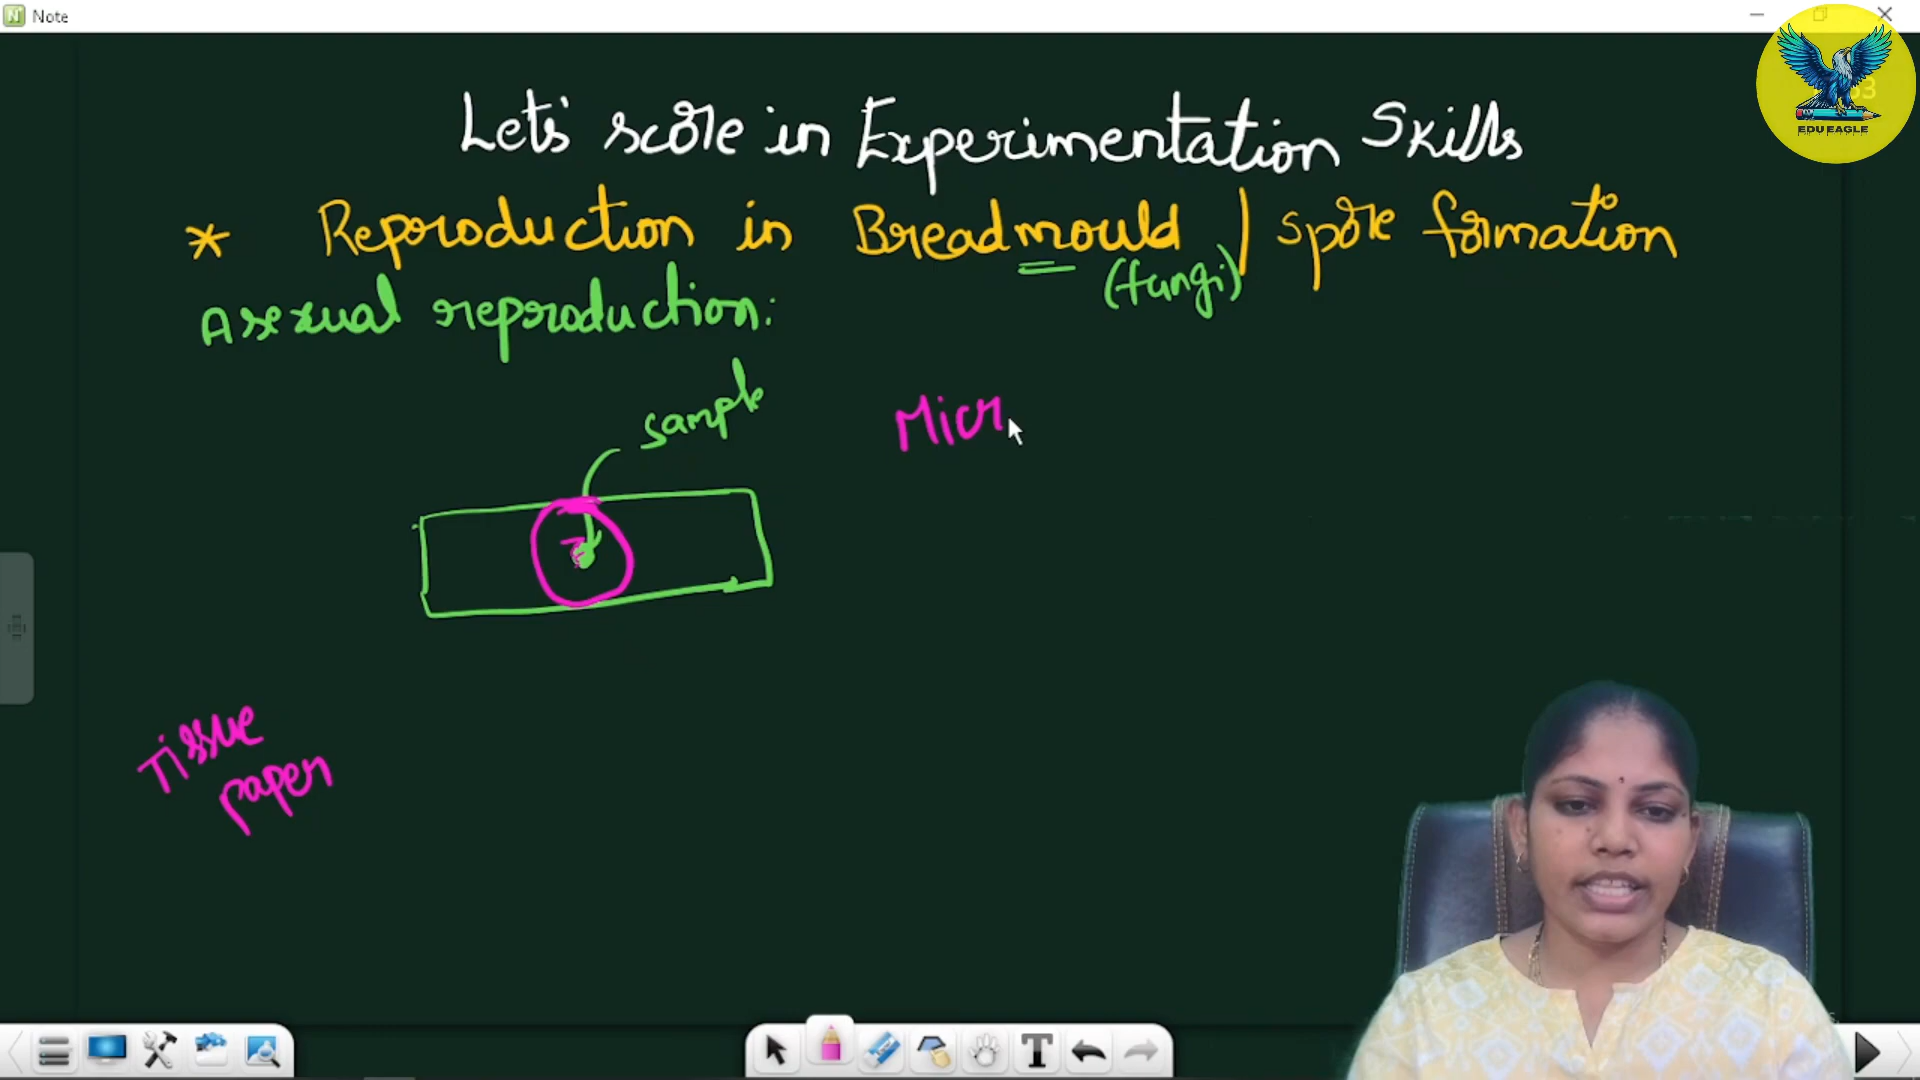 Note
EDU EAGLE
Let's score in Experimentation Skills
* Reproduction in Breadmould / spore formation
(fungi)
Asexual reproduction:
sample
Micr
Tissue
paper
T